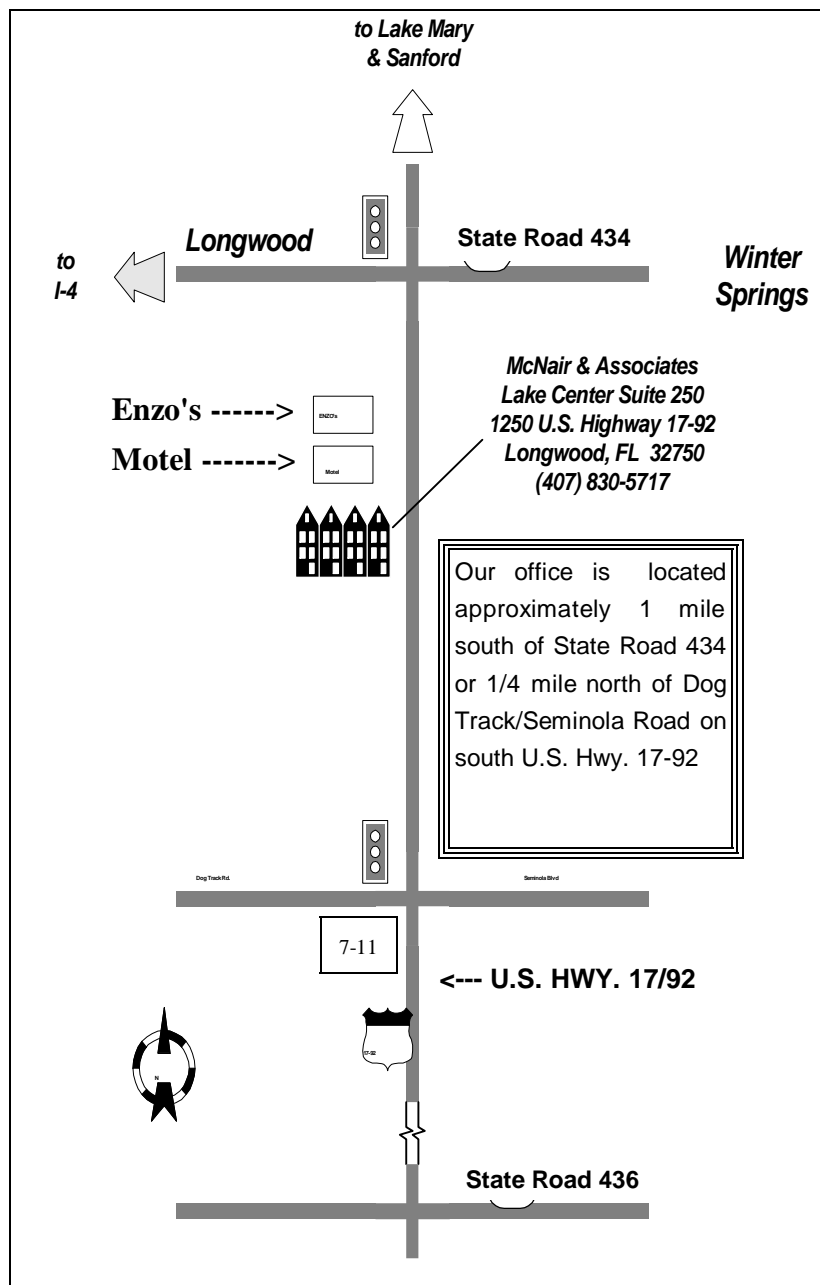 to Lake Mary
& Sanford
Longwood
State Road 434
to
I-4
Winter
Springs
McNair & Associates
Lake Center Suite 250
1250 U.S. Highway 17-92
Longwood, FL 32750
(407) 830-5717
Enzo's ------>
ENZO's
Motel ------->
Motel
Our office is located
approximately 1 mile
south of State Road 434
or 1/4 mile north of Dog
Track/Seminola Road on
south U.S. Hwy. 17-92
Dog Track Rd.
Seminola Blvd
7-11
<--- U.S. HWY. 17/92
17-92
N
State Road 436